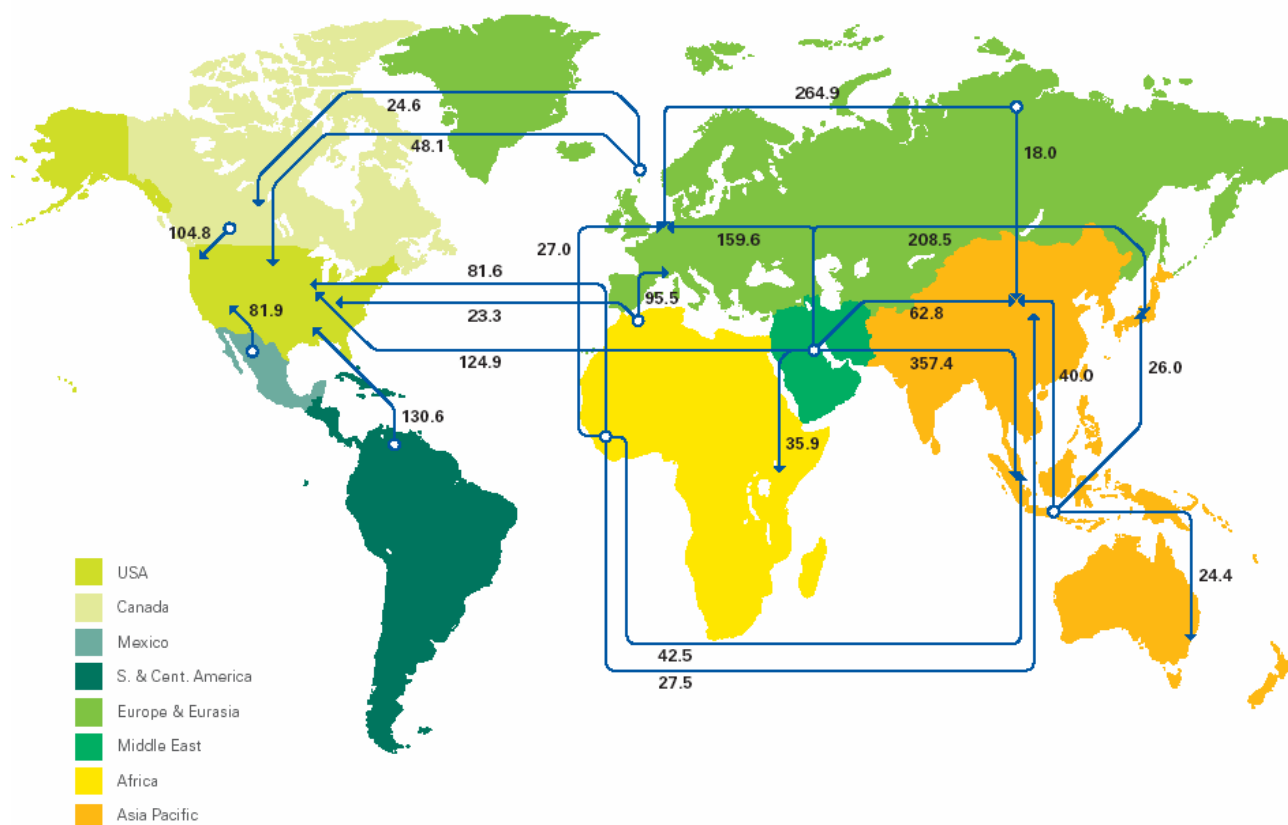 24.6
264.9
48.1
18.0
104.8
27.0
159.6
208.5
81.6
81.9
95.5
23.3
62.8
124.9
357.4
40.0
26.0
130.6
35.9
24.4
42.5
27.5
USA
Canada
Mexico
S. & Cent. America
Europe & Eurasia
Middle East
Africa
Asia Pacific